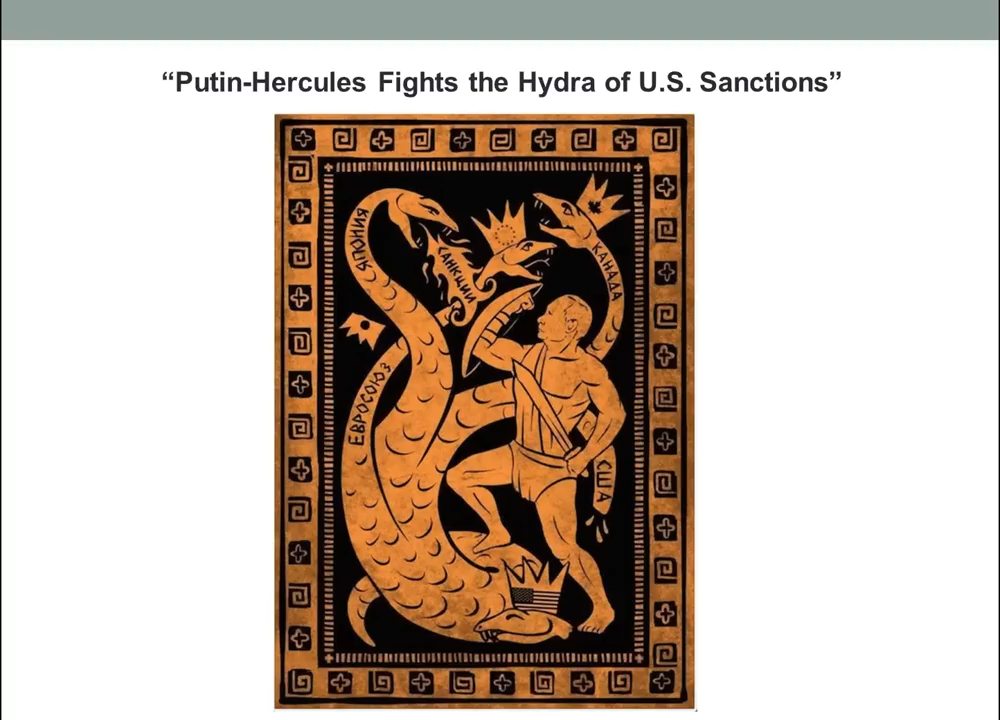 “Putin-Hercules Fights the Hydra of U.S. Sanctions”
ЯПОНИЯ
САНКЦИИ
КАНАДА
ЕВРОСОЮЗ
США